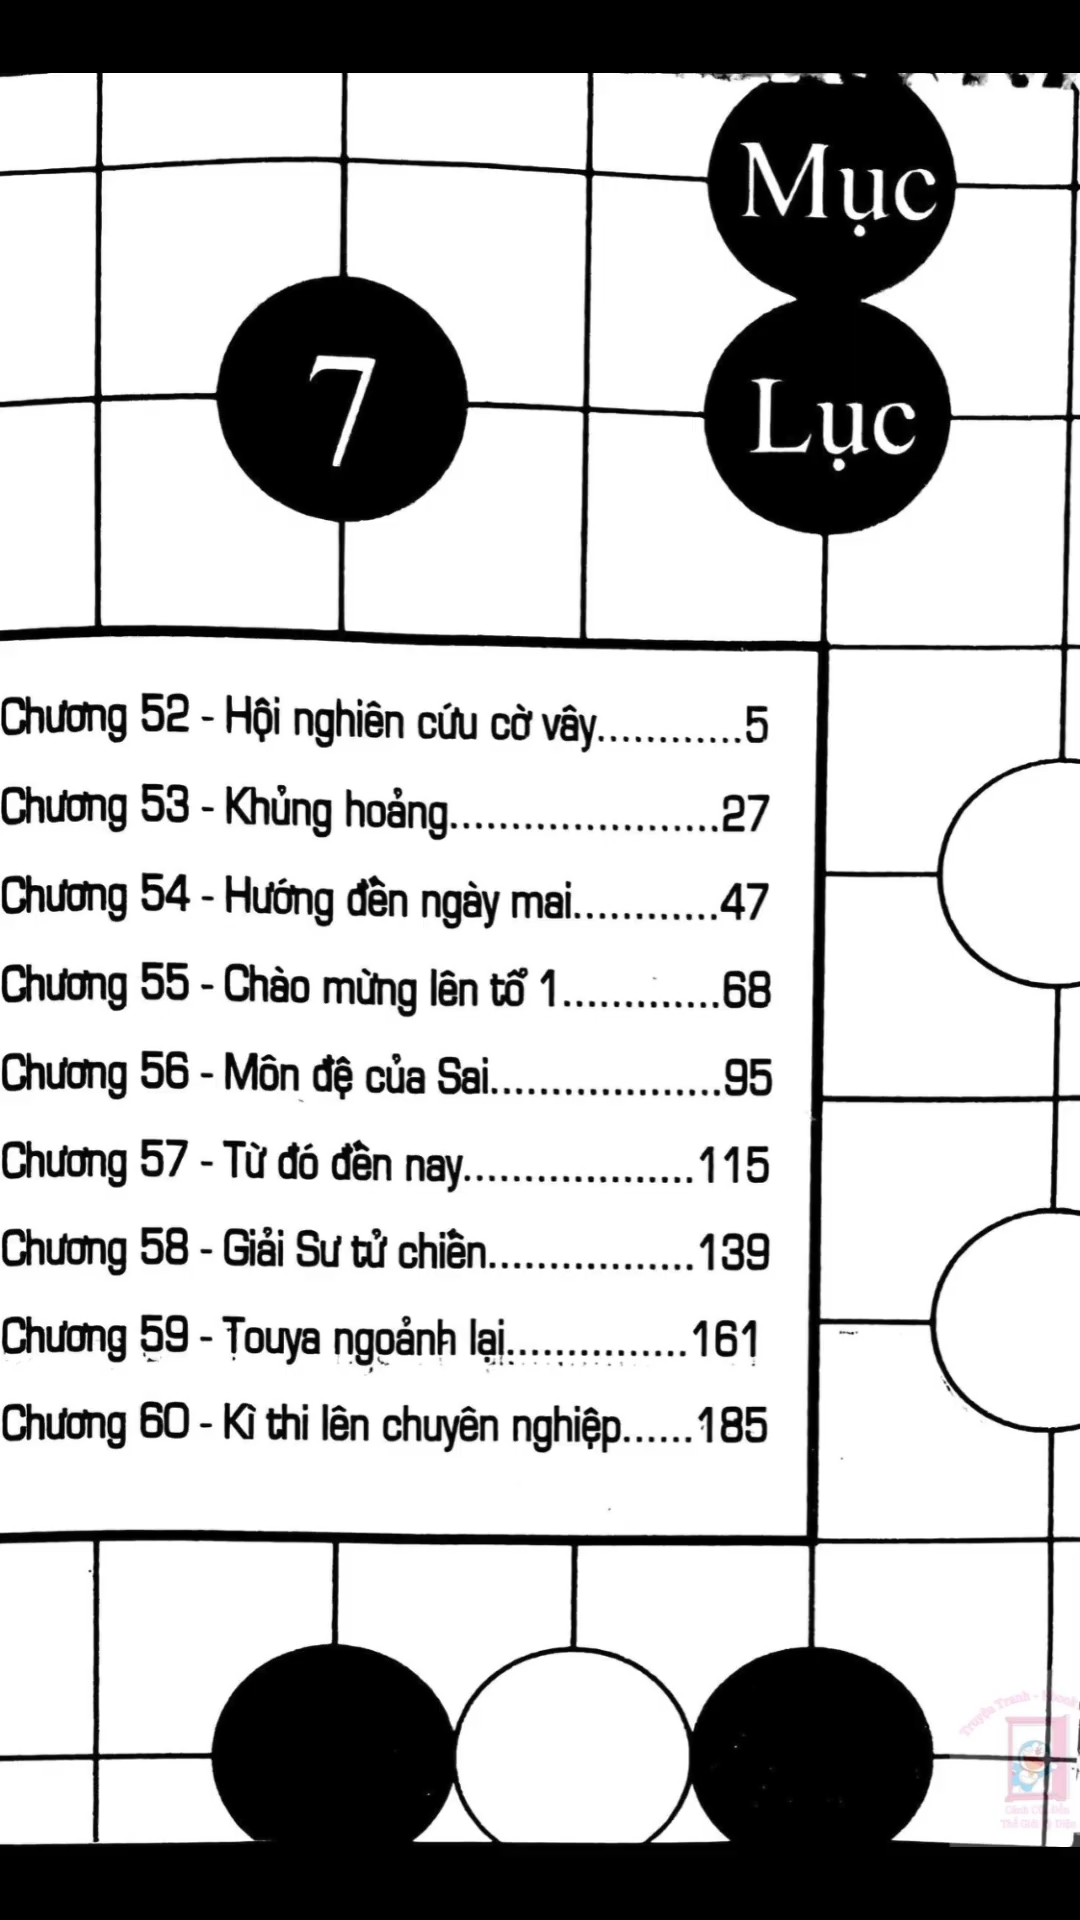 Mục
Lục
7
Chương 52 - Hội nghiên cứu cờ vây............5
Chương 53 - Khủng hoảng......................27
Chương 54 - Hướng đến ngày mai............47
Chương 55 - Chào mừng lên tổ 1.............68
Chương 56 - Môn đệ của Sai...................95
Chương 57 - Từ đó đến nay...................115
Chương 58 - Giải Sư tử chiến.................139
Chương 59 - Touya ngoảnh lại...............161
Chương 60 - Kì thi lên chuyên nghiệp......185
Truyện Tranh -